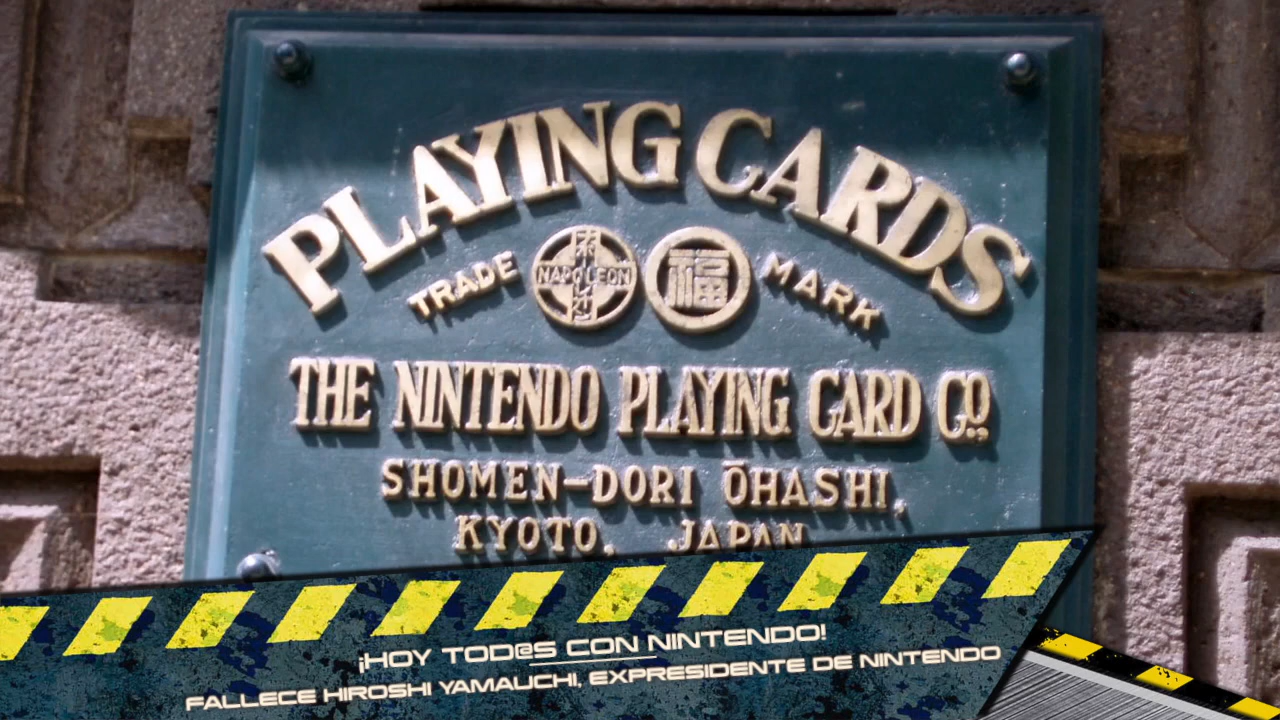 PLAYING CARDS
TRADE NAPOLEON 福 MARK
THE NINTENDO PLAYING CARD Cº.
SHOMEN-DORI ŌHASHI,
KYOTO, JAPAN
¡HOY TOD@S CON NINTENDO!
FALLECE HIROSHI YAMAUCHI, EXPRESIDENTE DE NINTENDO